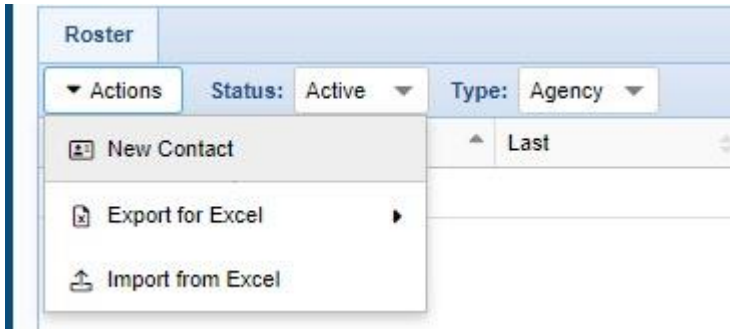 Roster
Actions Status: Active Type: Agency
New Contact Last
Export for Excel
Import from Excel